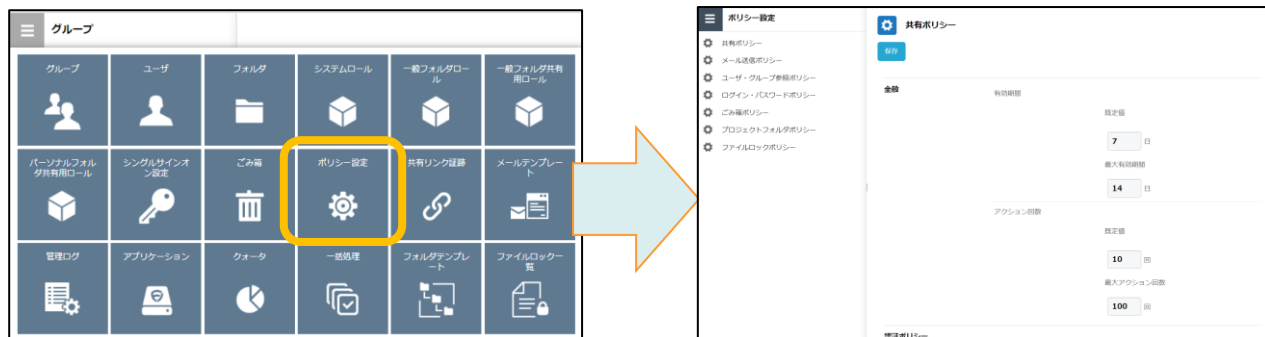 グループ
グループ
ユーザ
フォルダ
システムロール
一般フォルダロー
ル
一般フォルダ共有
用ロール
パーソナルフォル
ダ共有用ロール
シングルサインオ
ン設定
ごみ箱
ポリシー設定
共有リンク証跡
メールテンプレー
ト
管理ログ
アプリケーション
クォータ
一括処理
フォルダテンプレ
ート
ファイルロック一
覧
ポリシー設定
共有ポリシー
メール送信ポリシー
ユーザ・グループ参照ポリシー
ログイン・パスワードポリシー
ごみ箱ポリシー
プロジェクトフォルダポリシー
ファイルロックポリシー
共有ポリシー
保存
全般
有効期間
既定値
7 日
最大有効期間
14 日
アクション回数
既定値
10 回
最大アクション回数
100 回
認証ポリシー